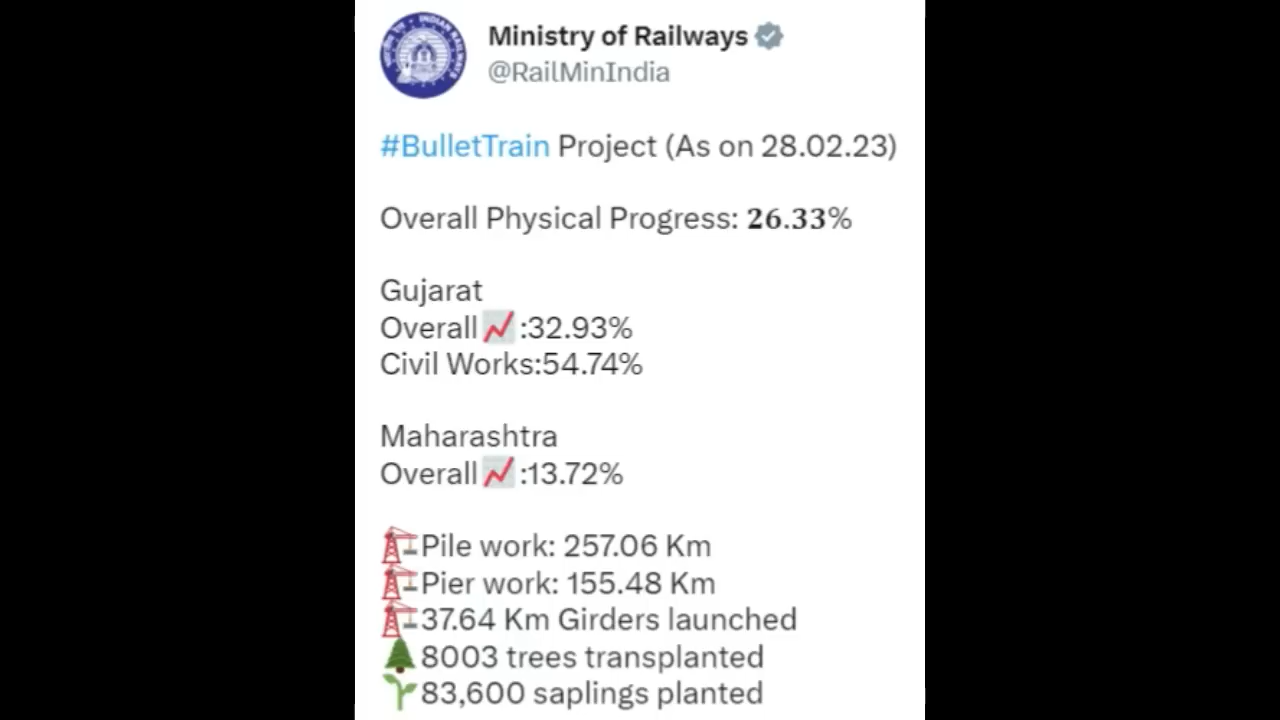 INDIAN RAILWAYS
Ministry of Railways
@RailMinIndia
#BulletTrain Project (As on 28.02.23)
Overall Physical Progress: 26.33%
Gujarat
Overall📈:32.93%
Civil Works:54.74%
Maharashtra
Overall📈:13.72%
🏗️Pile work: 257.06 Km
🏗️Pier work: 155.48 Km
🏗️37.64 Km Girders launched
🌲8003 trees transplanted
🌱83,600 saplings planted